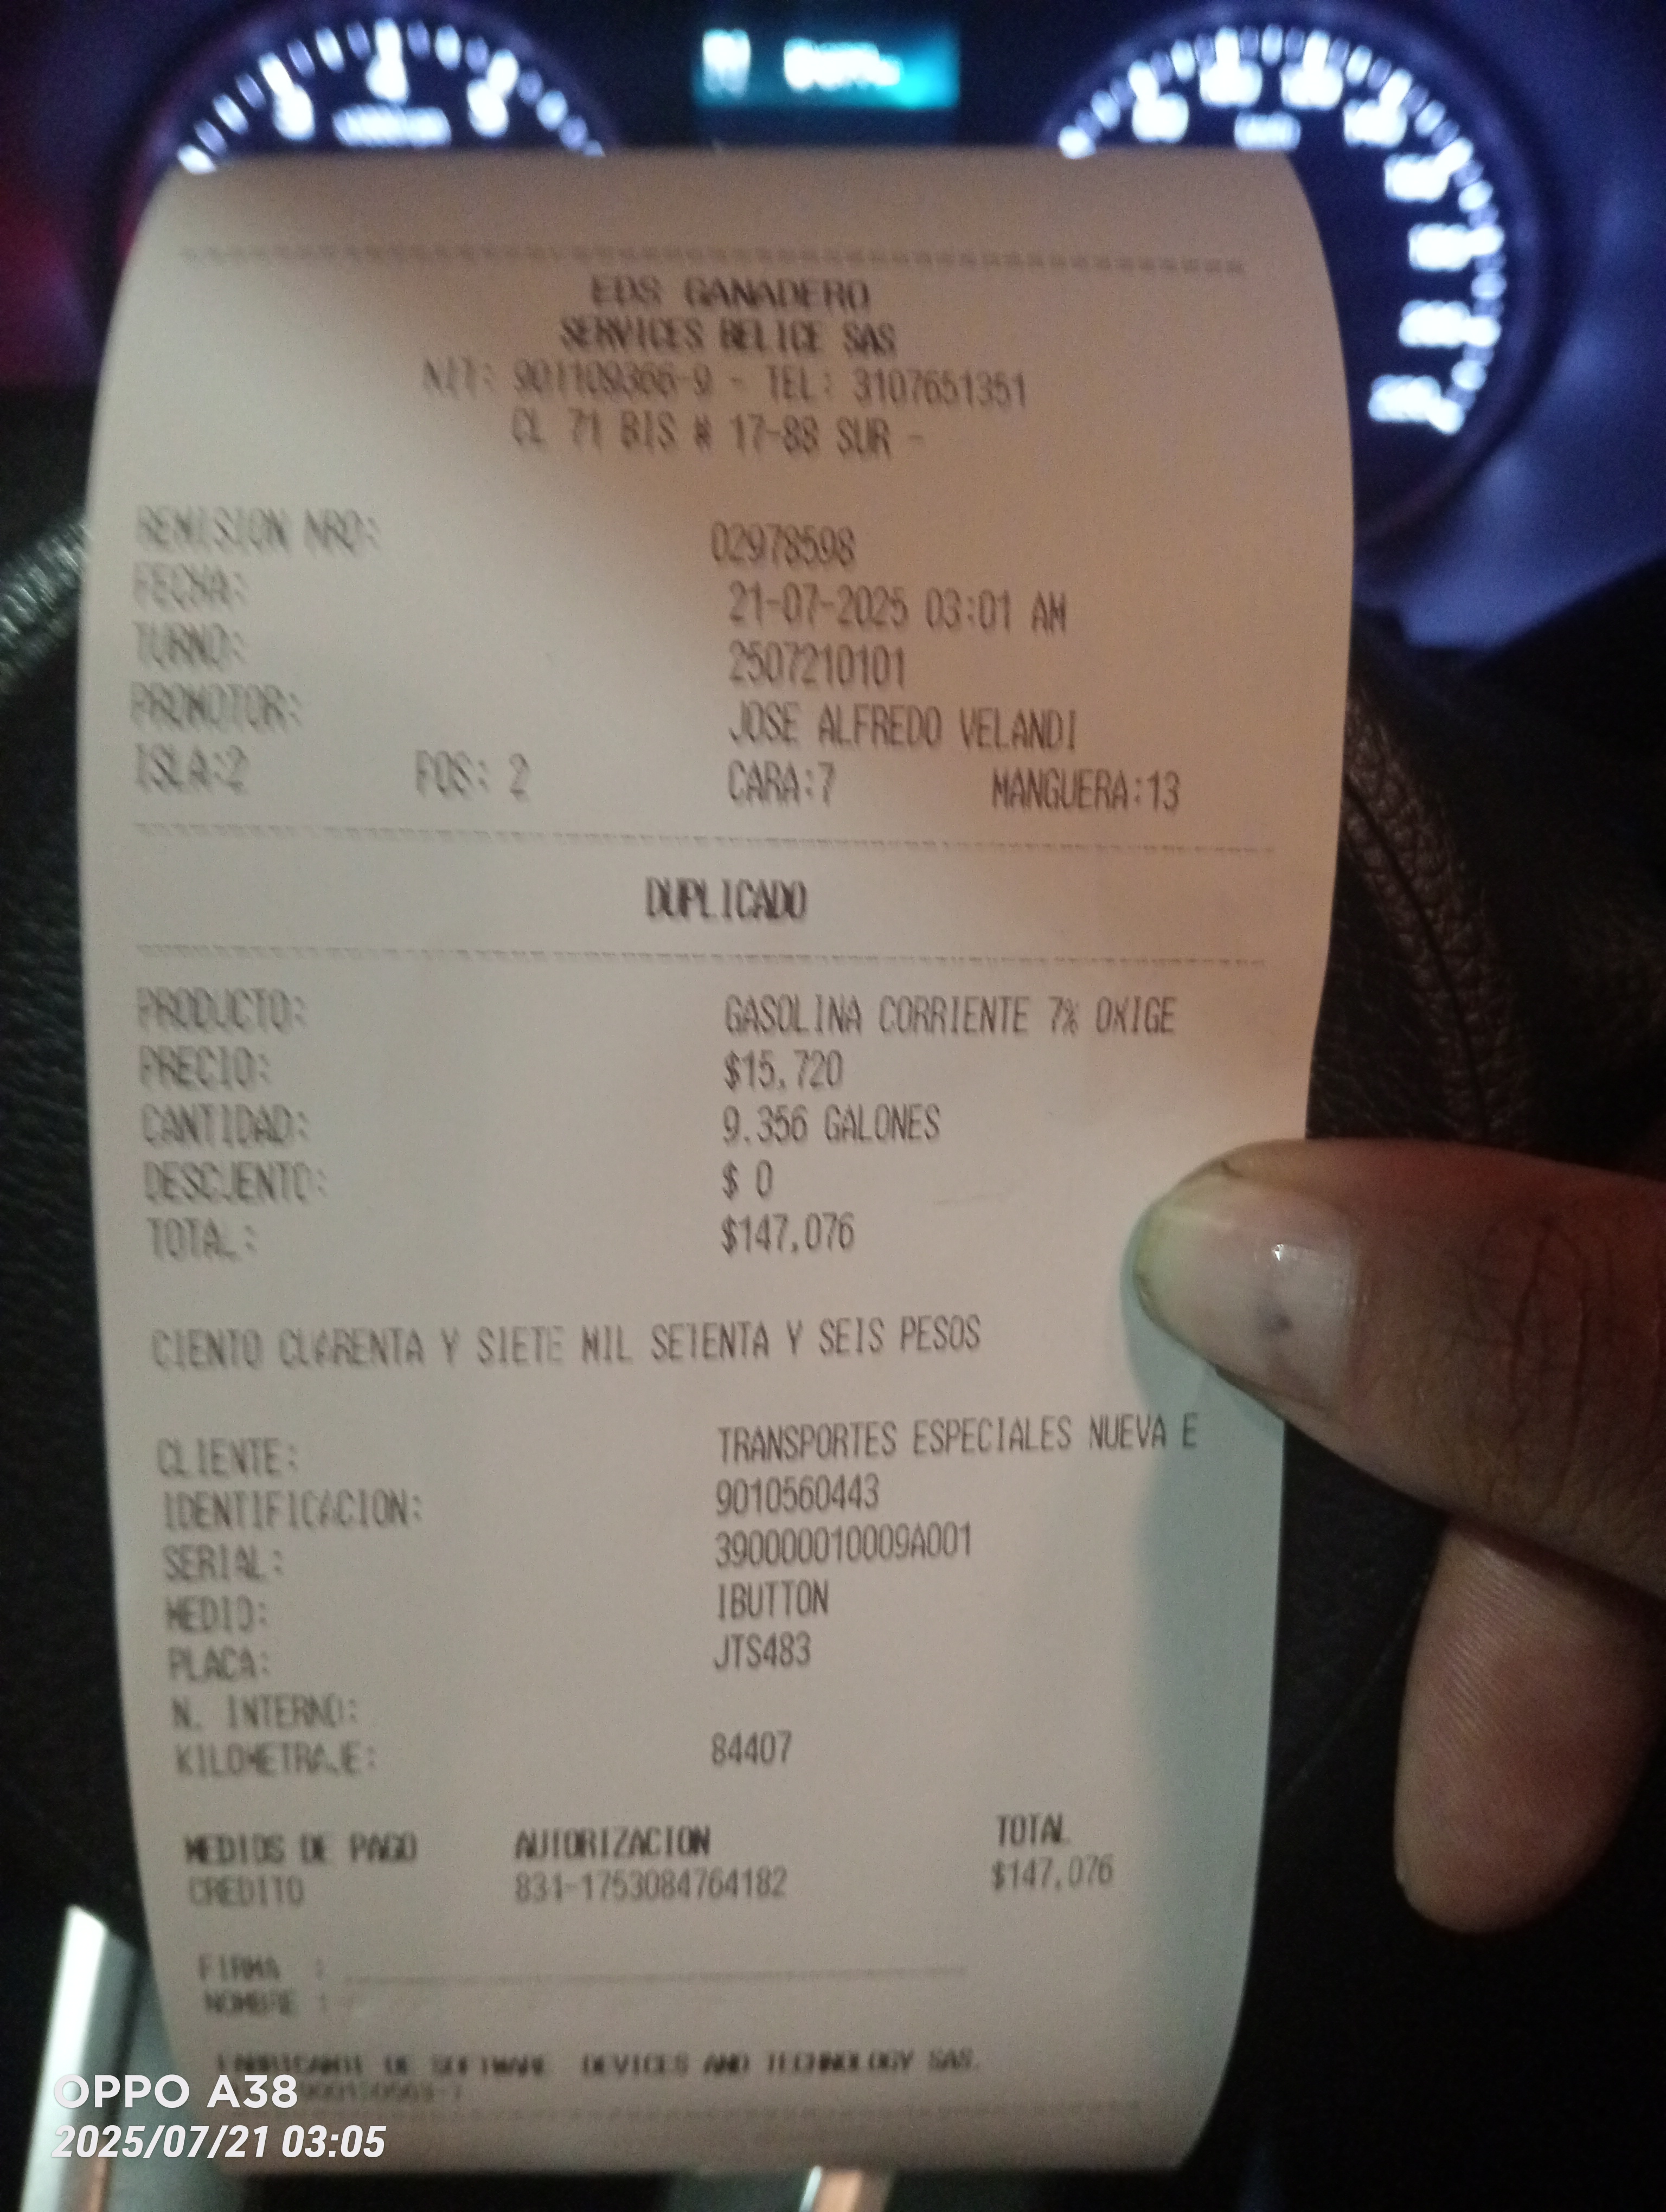 EDS GANADERO
SERVICES BELICE SAS
NIT: 901109366-9 - TEL: 3107651351
CL 71 BIS # 17-88 SUR -
REMISION NRO: 02978598
FECHA: 21-07-2025 03:01 AM
TURNO: 2507210101
PROMOTOR: JOSE ALFREDO VELANDI
ISLA:2 POS: 2 CARA:7 MANGUERA:13
DUPLICADO
PRODUCTO: GASOLINA CORRIENTE 7% OXIGE
PRECIO: $15,720
CANTIDAD: 9.356 GALONES
DESCUENTO: $ 0
TOTAL: $147,076
CIENTO CUARENTA Y SIETE MIL SETENTA Y SEIS PESOS
CLIENTE: TRANSPORTES ESPECIALES NUEVA E
IDENTIFICACION: 9010560443
SERIAL: 390000010009A001
MEDIO: IBUTTON
PLACA: JTS483
N. INTERNO:
KILOMETRAJE: 84407
MEDIOS DE PAGO AUTORIZACION TOTAL
CREDITO 831-1753084764182 $147,076
FIRMA :
NOMBRE :
FABRICANTE DE SOFTWARE DEVICES AND TECHNOLOGY SAS.
OPPO A38
2025/07/21 03:05